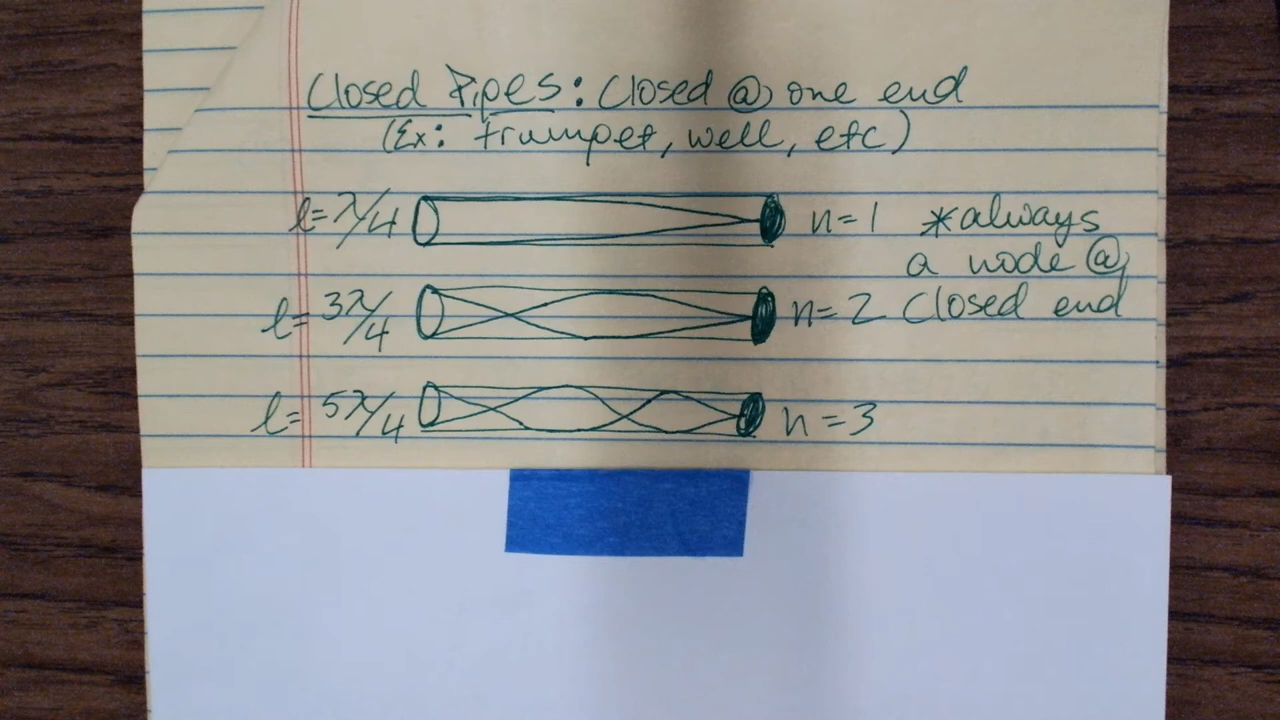 Closed Pipes: Closed @ one end
(Ex: trumpet, well, etc)
l=λ/4 n=1 *always
a node @
l= 3λ/4 n=2 Closed end
l= 5λ/4 n=3